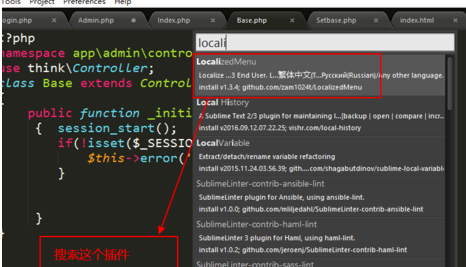 Tools Project Preferences Help
ogin.php × Admin.php Index.php × Base.php × Setbase.php × index.html ×
<?php
namespace app\admin\contro
use think\Controller;
class Base extends Control
{
public function _initi
{ session_start();
if(!isset($_SESSIO
$this->error('
}
}
locali
LocalizedMenu
Localize ...3 End User. I...繁体中文(T...Русский(Russian)/Any other language.
install v1.3.4; github.com/zam1024t/LocalizedMenu
Local History
A Sublime Text 2/3 plugin for maintaining l...[backup | open | compare | incr..
install v2016.09.12.07.22.25; vishr.com/local-history
LocalVariable
Extract/detach/rename variable refactoring
install v2015.11.24.03.56.39; gith....com/shagabutdinov/sublime-local-variabl
SublimeLinter-contrib-ansible-lint
SublimeLinter plugin for Ansible, using ansible-lint.
install v1.0.0; github.com/mliljedahl/SublimeLinter-contrib-ansible-lint
SublimeLinter-contrib-haml-lint
SublimeLinter 3 plugin for Haml, using haml-lint.
install v1.0.2; github.com/jeroenj/SublimeLinter-contrib-haml-lint
SublimeLinter-contrib-sass-lint
搜索这个插件